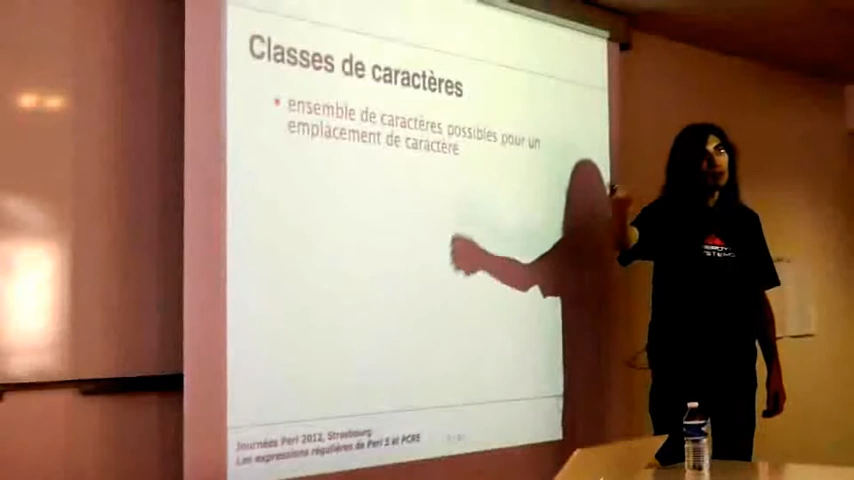 Classes de caractères
• ensemble de caractères possibles pour un
emplacement de caractère
Journées Perl 2012, Strasbourg
Les expressions régulières de Perl 5 et PCRE